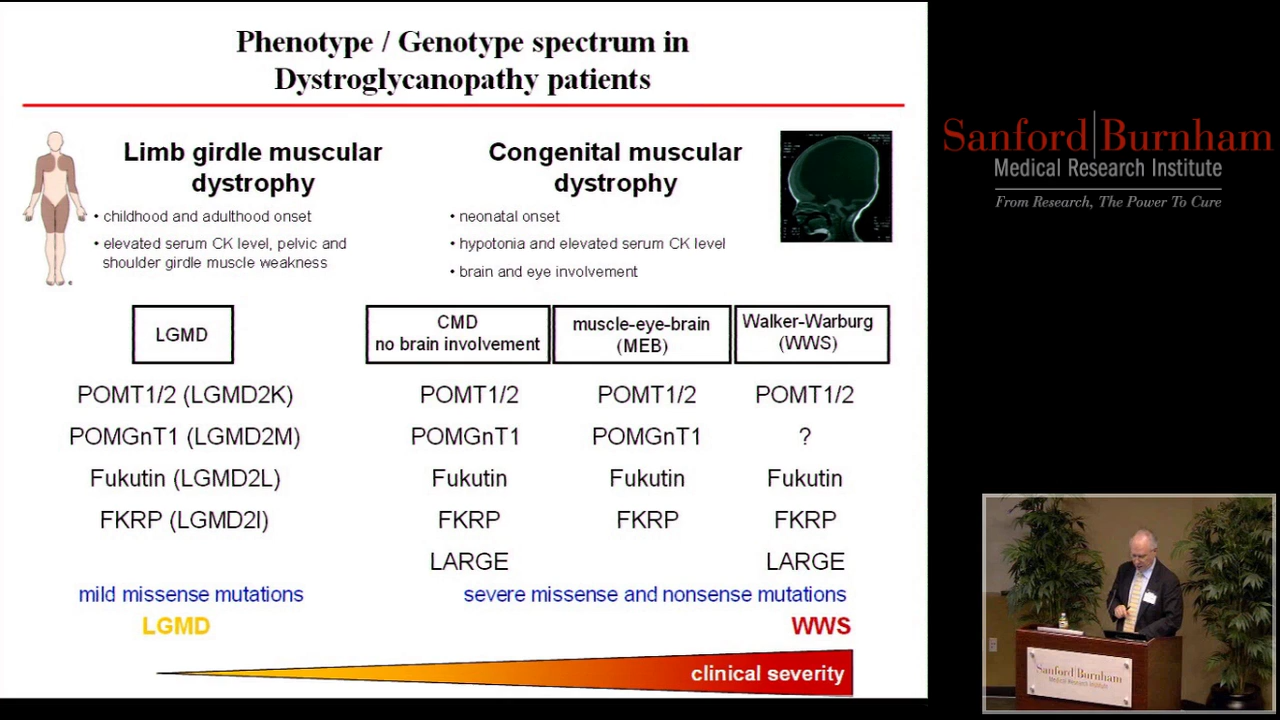 Phenotype / Genotype spectrum in
Dystroglycanopathy patients
Limb girdle muscular
dystrophy
• childhood and adulthood onset
• elevated serum CK level, pelvic and
shoulder girdle muscle weakness
Congenital muscular
dystrophy
• neonatal onset
• hypotonia and elevated serum CK level
• brain and eye involvement
LGMD
CMD
no brain involvement
muscle-eye-brain
(MEB)
Walker-Warburg
(WWS)
POMT1/2 (LGMD2K)
POMT1/2
POMT1/2
POMT1/2
POMGnT1 (LGMD2M)
POMGnT1
POMGnT1
?
Fukutin (LGMD2L)
Fukutin
Fukutin
Fukutin
FKRP (LGMD2I)
FKRP
FKRP
FKRP
LARGE
LARGE
mild missense mutations
severe missense and nonsense mutations
LGMD
WWS
clinical severity
Sanford|Burnham
Medical Research Institute
From Research, The Power To Cure
Sanford|Burnham
Medical Research Institute